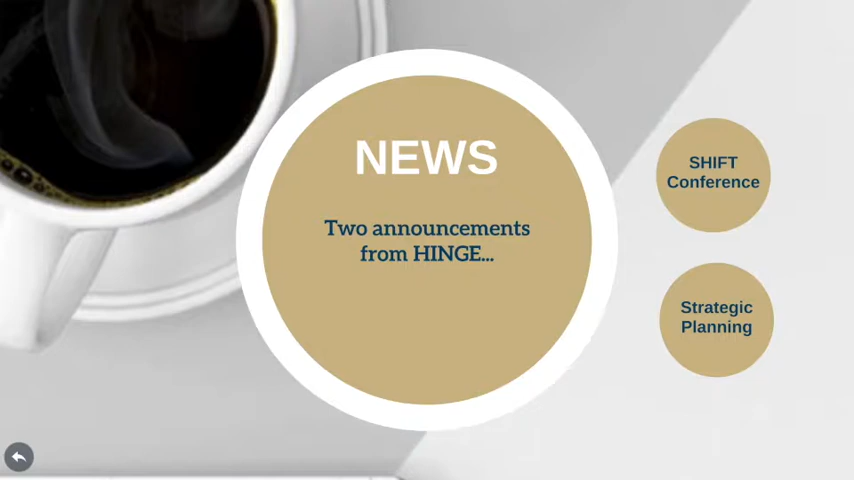 NEWS
Two announcements
from HINGE...
SHIFT
Conference
Strategic
Planning